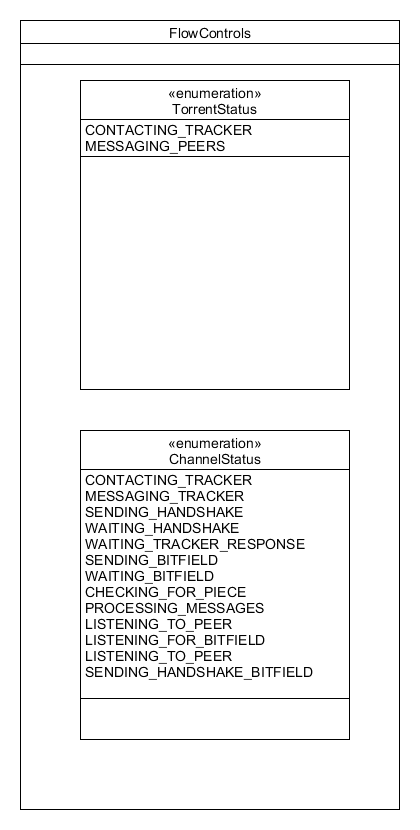 FlowControls
«enumeration»
TorrentStatus
CONTACTING_TRACKER
MESSAGING_PEERS
«enumeration»
ChannelStatus
CONTACTING_TRACKER
MESSAGING_TRACKER
SENDING_HANDSHAKE
WAITING_HANDSHAKE
WAITING_TRACKER_RESPONSE
SENDING_BITFIELD
WAITING_BITFIELD
CHECKING_FOR_PIECE
PROCESSING_MESSAGES
LISTENING_TO_PEER
LISTENING_FOR_BITFIELD
LISTENING_TO_PEER
SENDING_HANDSHAKE_BITFIELD